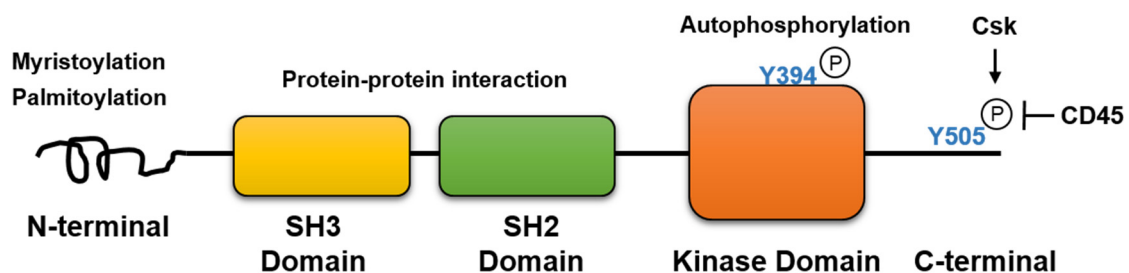 Myristoylation
Palmitoylation
Protein-protein interaction
Autophosphorylation
Csk
Y394
P
P
CD45
Y505
N-terminal
SH3
Domain
SH2
Domain
Kinase Domain
C-terminal